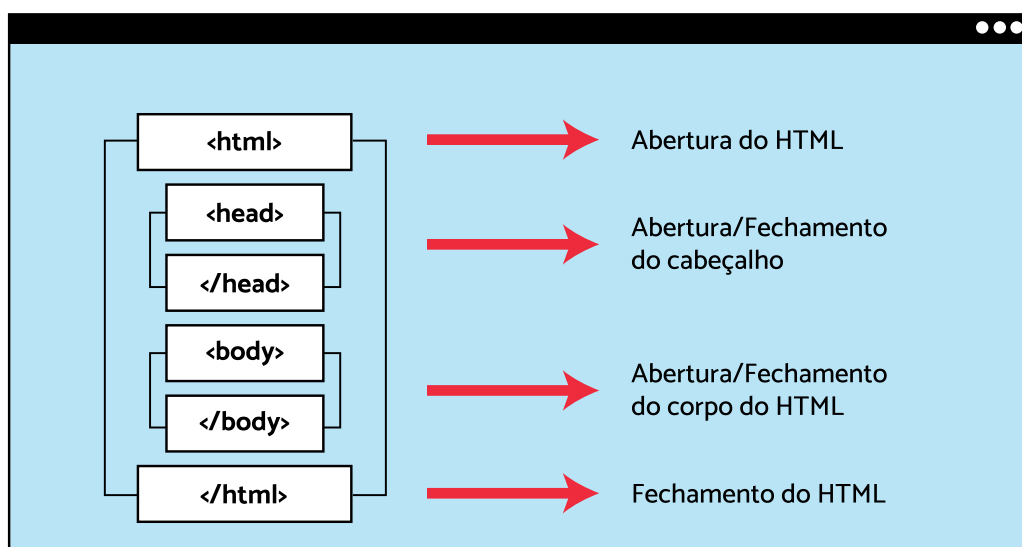 <html>
Abertura do HTML
<head>
Abertura/Fechamento
do cabeçalho
</head>
<body>
Abertura/Fechamento
do corpo do HTML
</body>
</html>
Fechamento do HTML